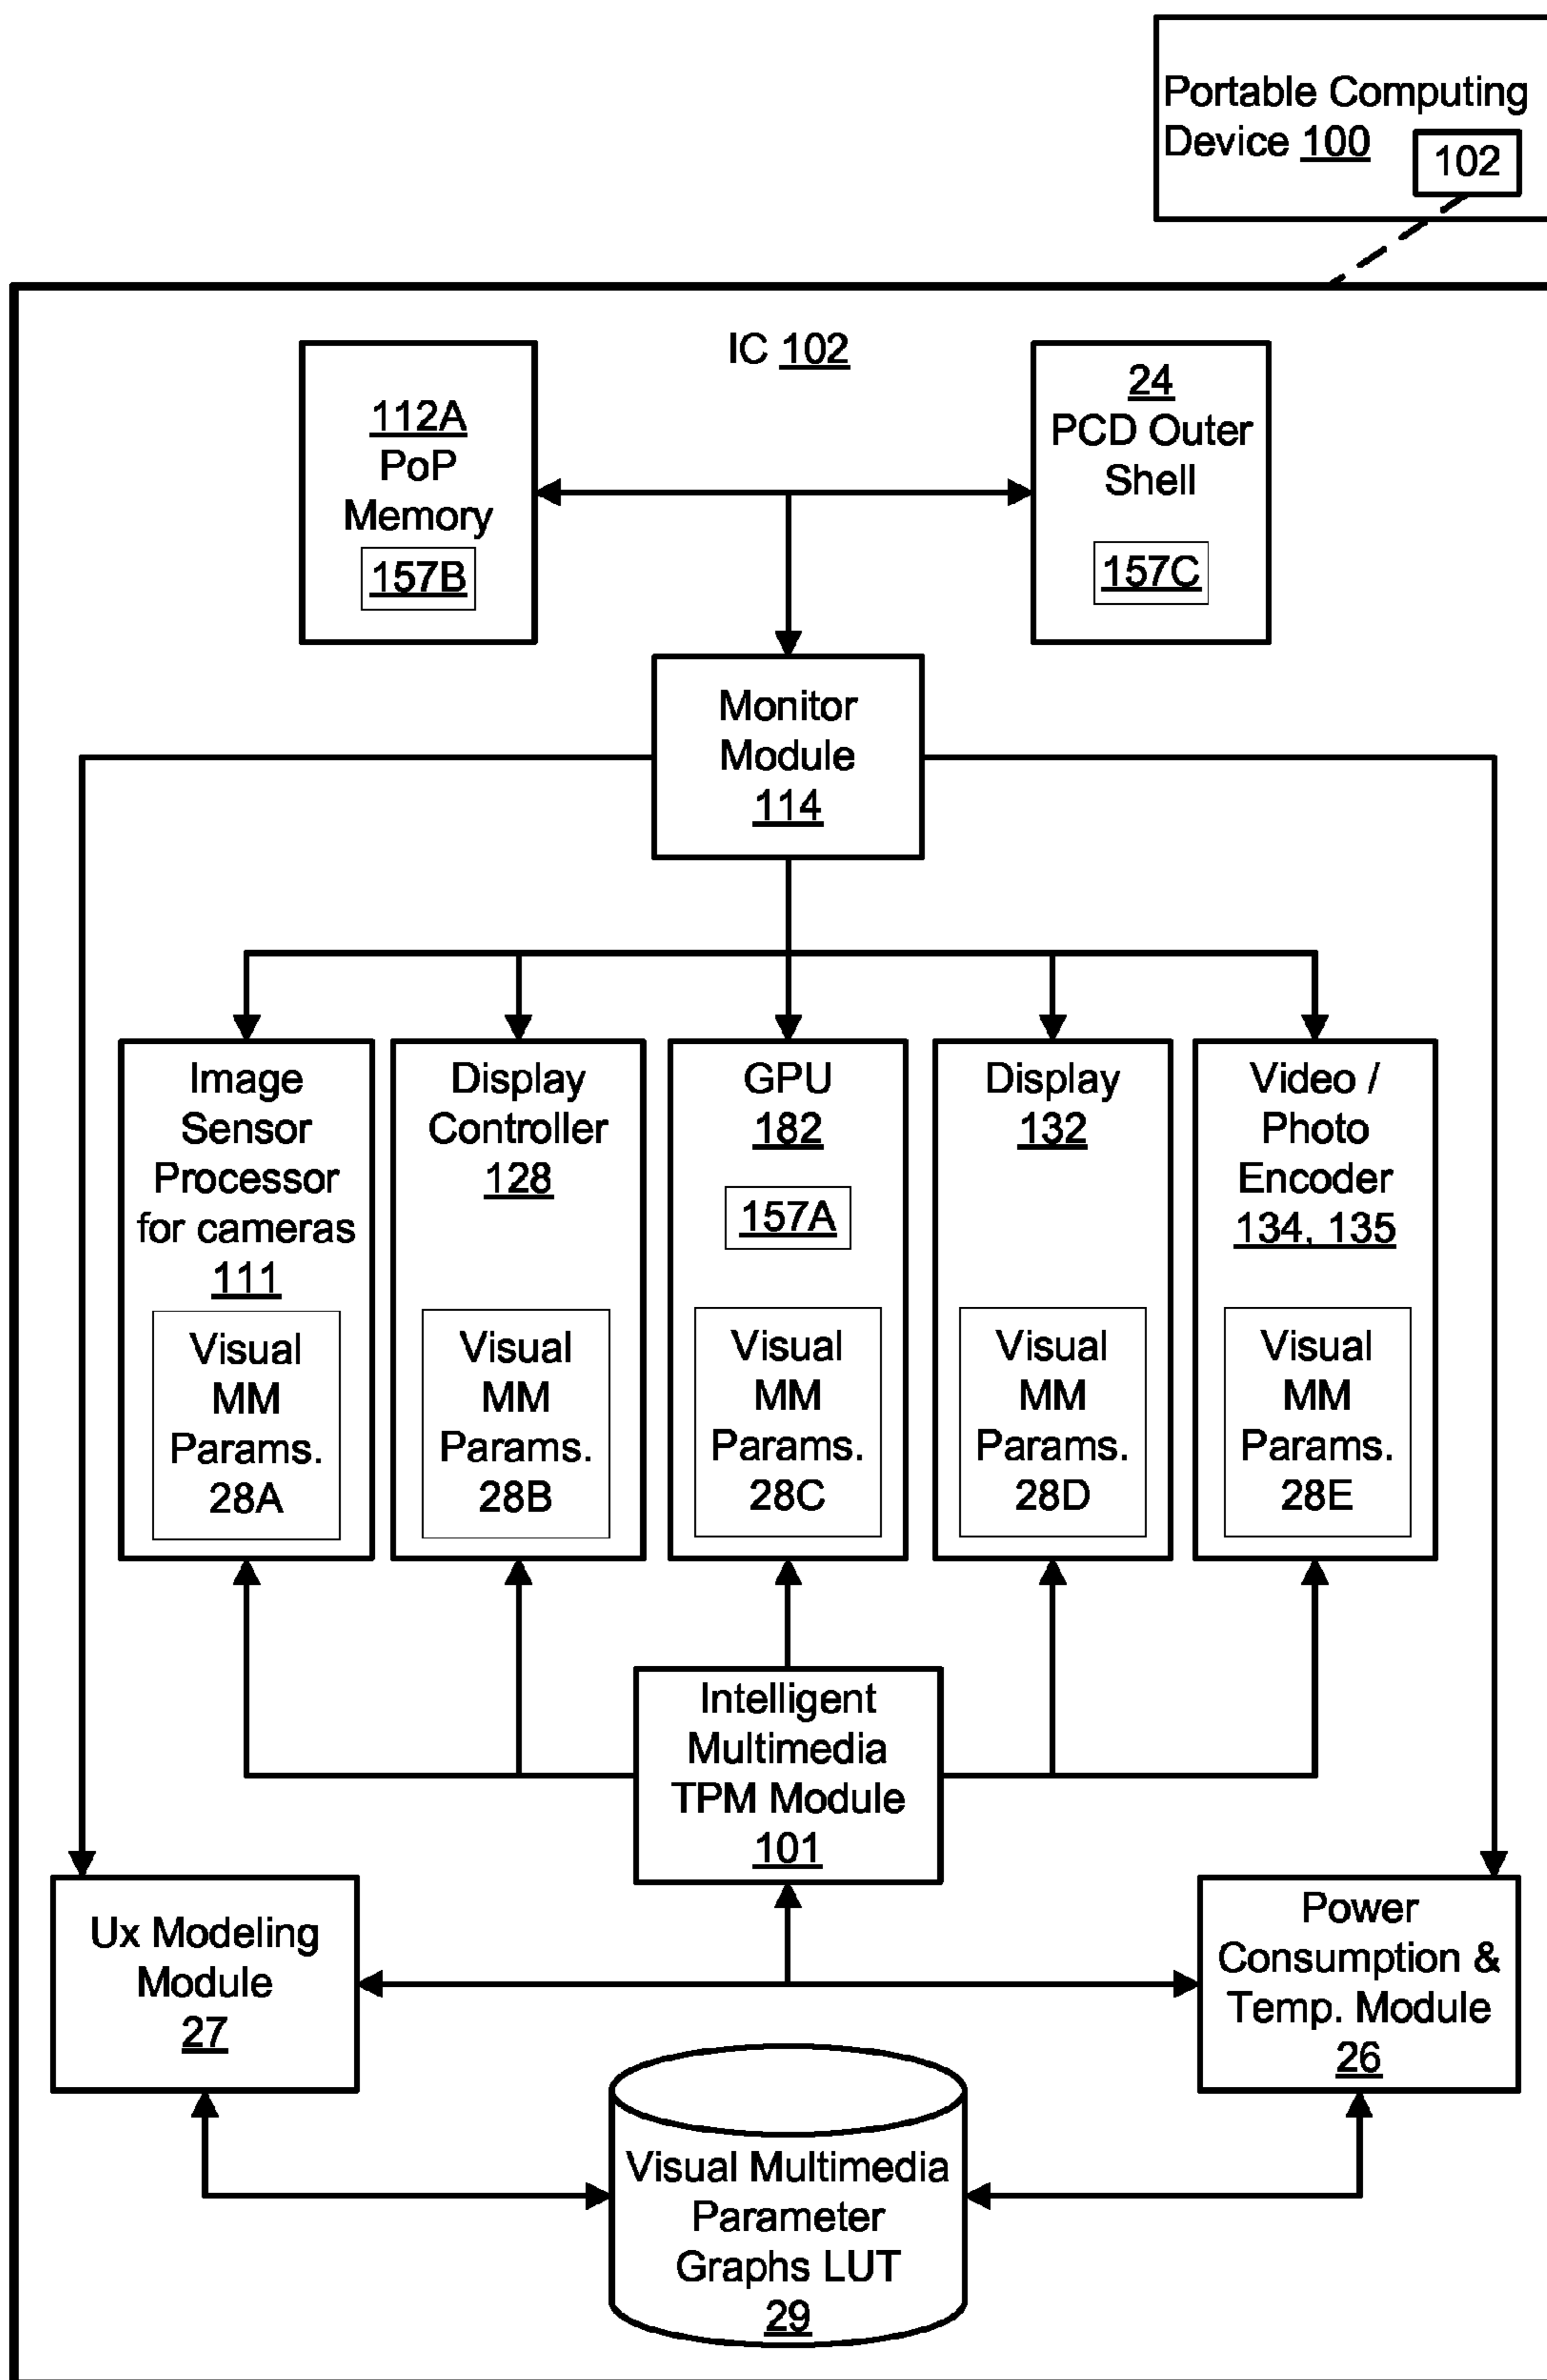 Portable Computing
Device 100
102
IC 102
112A
PoP
Memory
157B
24
PCD Outer
Shell
157C
Monitor
Module
114
Image
Sensor
Processor
for cameras
111
Visual
MM
Params.
28A
Display
Controller
128
Visual
MM
Params.
28B
GPU
182
157A
Visual
MM
Params.
28C
Display
132
Visual
MM
Params.
28D
Video /
Photo
Encoder
134, 135
Visual
MM
Params.
28E
Intelligent
Multimedia
TPM Module
101
Ux Modeling
Module
27
Power
Consumption &
Temp. Module
26
Visual Multimedia
Parameter
Graphs LUT
29